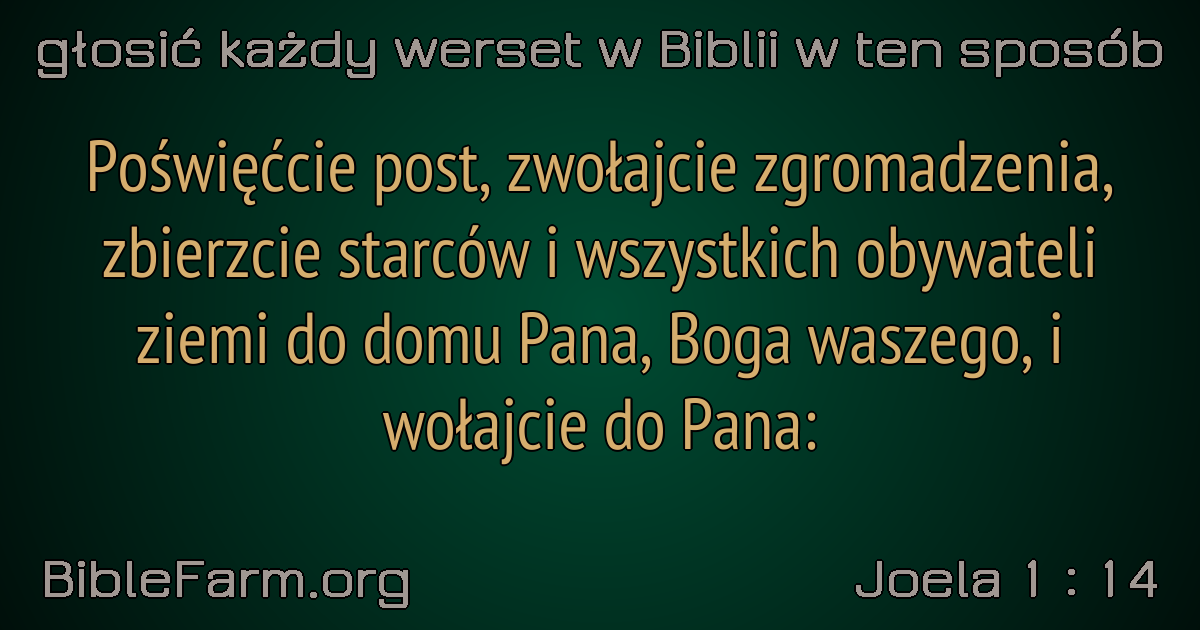 głosić każdy werset w Biblii w ten sposób
Poświęćcie post, zwołajcie zgromadzenia,
zbierzcie starców i wszystkich obywateli
ziemi do domu Pana, Boga waszego, i
wołajcie do Pana:
BibleFarm.org
Joela 1 : 14